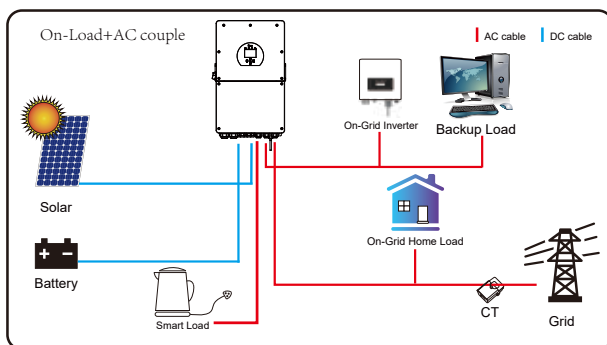 On-Load+AC couple
AC cable
DC cable
On-Grid Inverter
Backup Load
Solar
On-Grid Home Load
Battery
Smart Load
CT
Grid